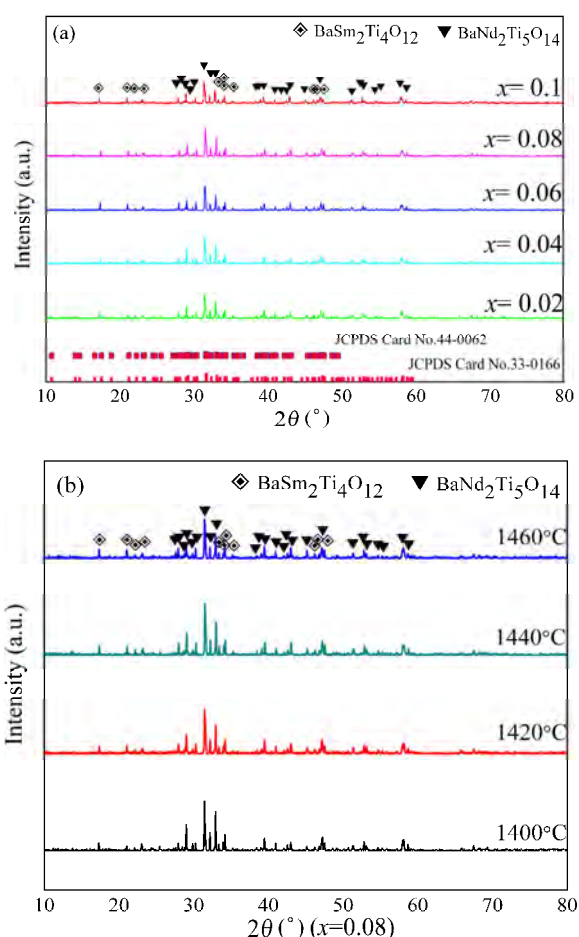 (a) BaSm₂Ti₄O₁₂ BaNd₂Ti₅O₁₄
x= 0.1
x= 0.08
x= 0.06
x= 0.04
x= 0.02
JCPDS Card No.44-0062
JCPDS Card No.33-0166
Intensity (a.u.)
10 20 30 40 50 60 70 80
2θ (°)
(b) BaSm₂Ti₄O₁₂ BaNd₂Ti₅O₁₄
1460°C
1440°C
1420°C
1400°C
Intensity (a.u.)
10 20 30 40 50 60 70 80
2θ (°) (x=0.08)